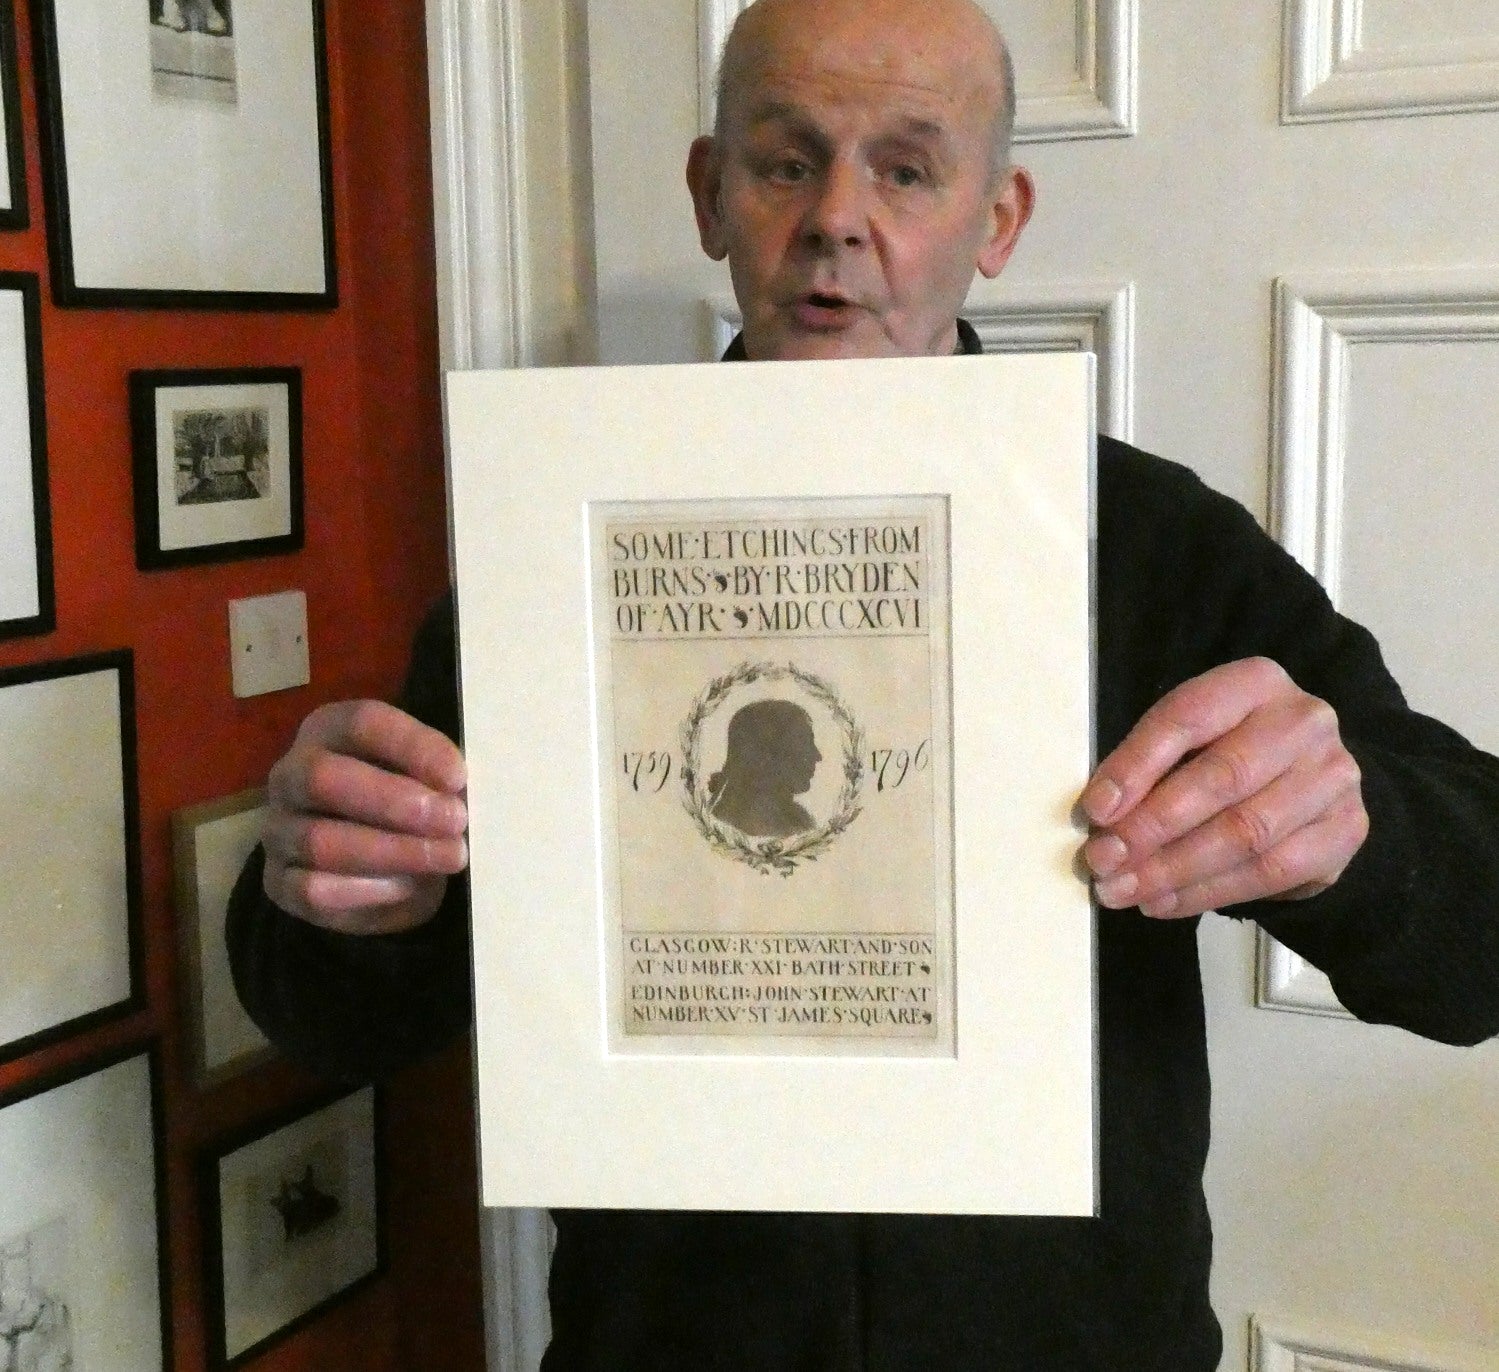 SOME·ETCHINGS·FROM
BURNS·❧·BY·R·BRYDEN
OF·AYR·❧·MDCCCXCVI
1759 1796
GLASGOW:R·STEWART·AND·SON
AT·NUMBER·XXI·BATH·STREET❧
EDINBURGH:JOHN·STEWART·AT
NUMBER·XV·ST·JAMES·SQUARE❧